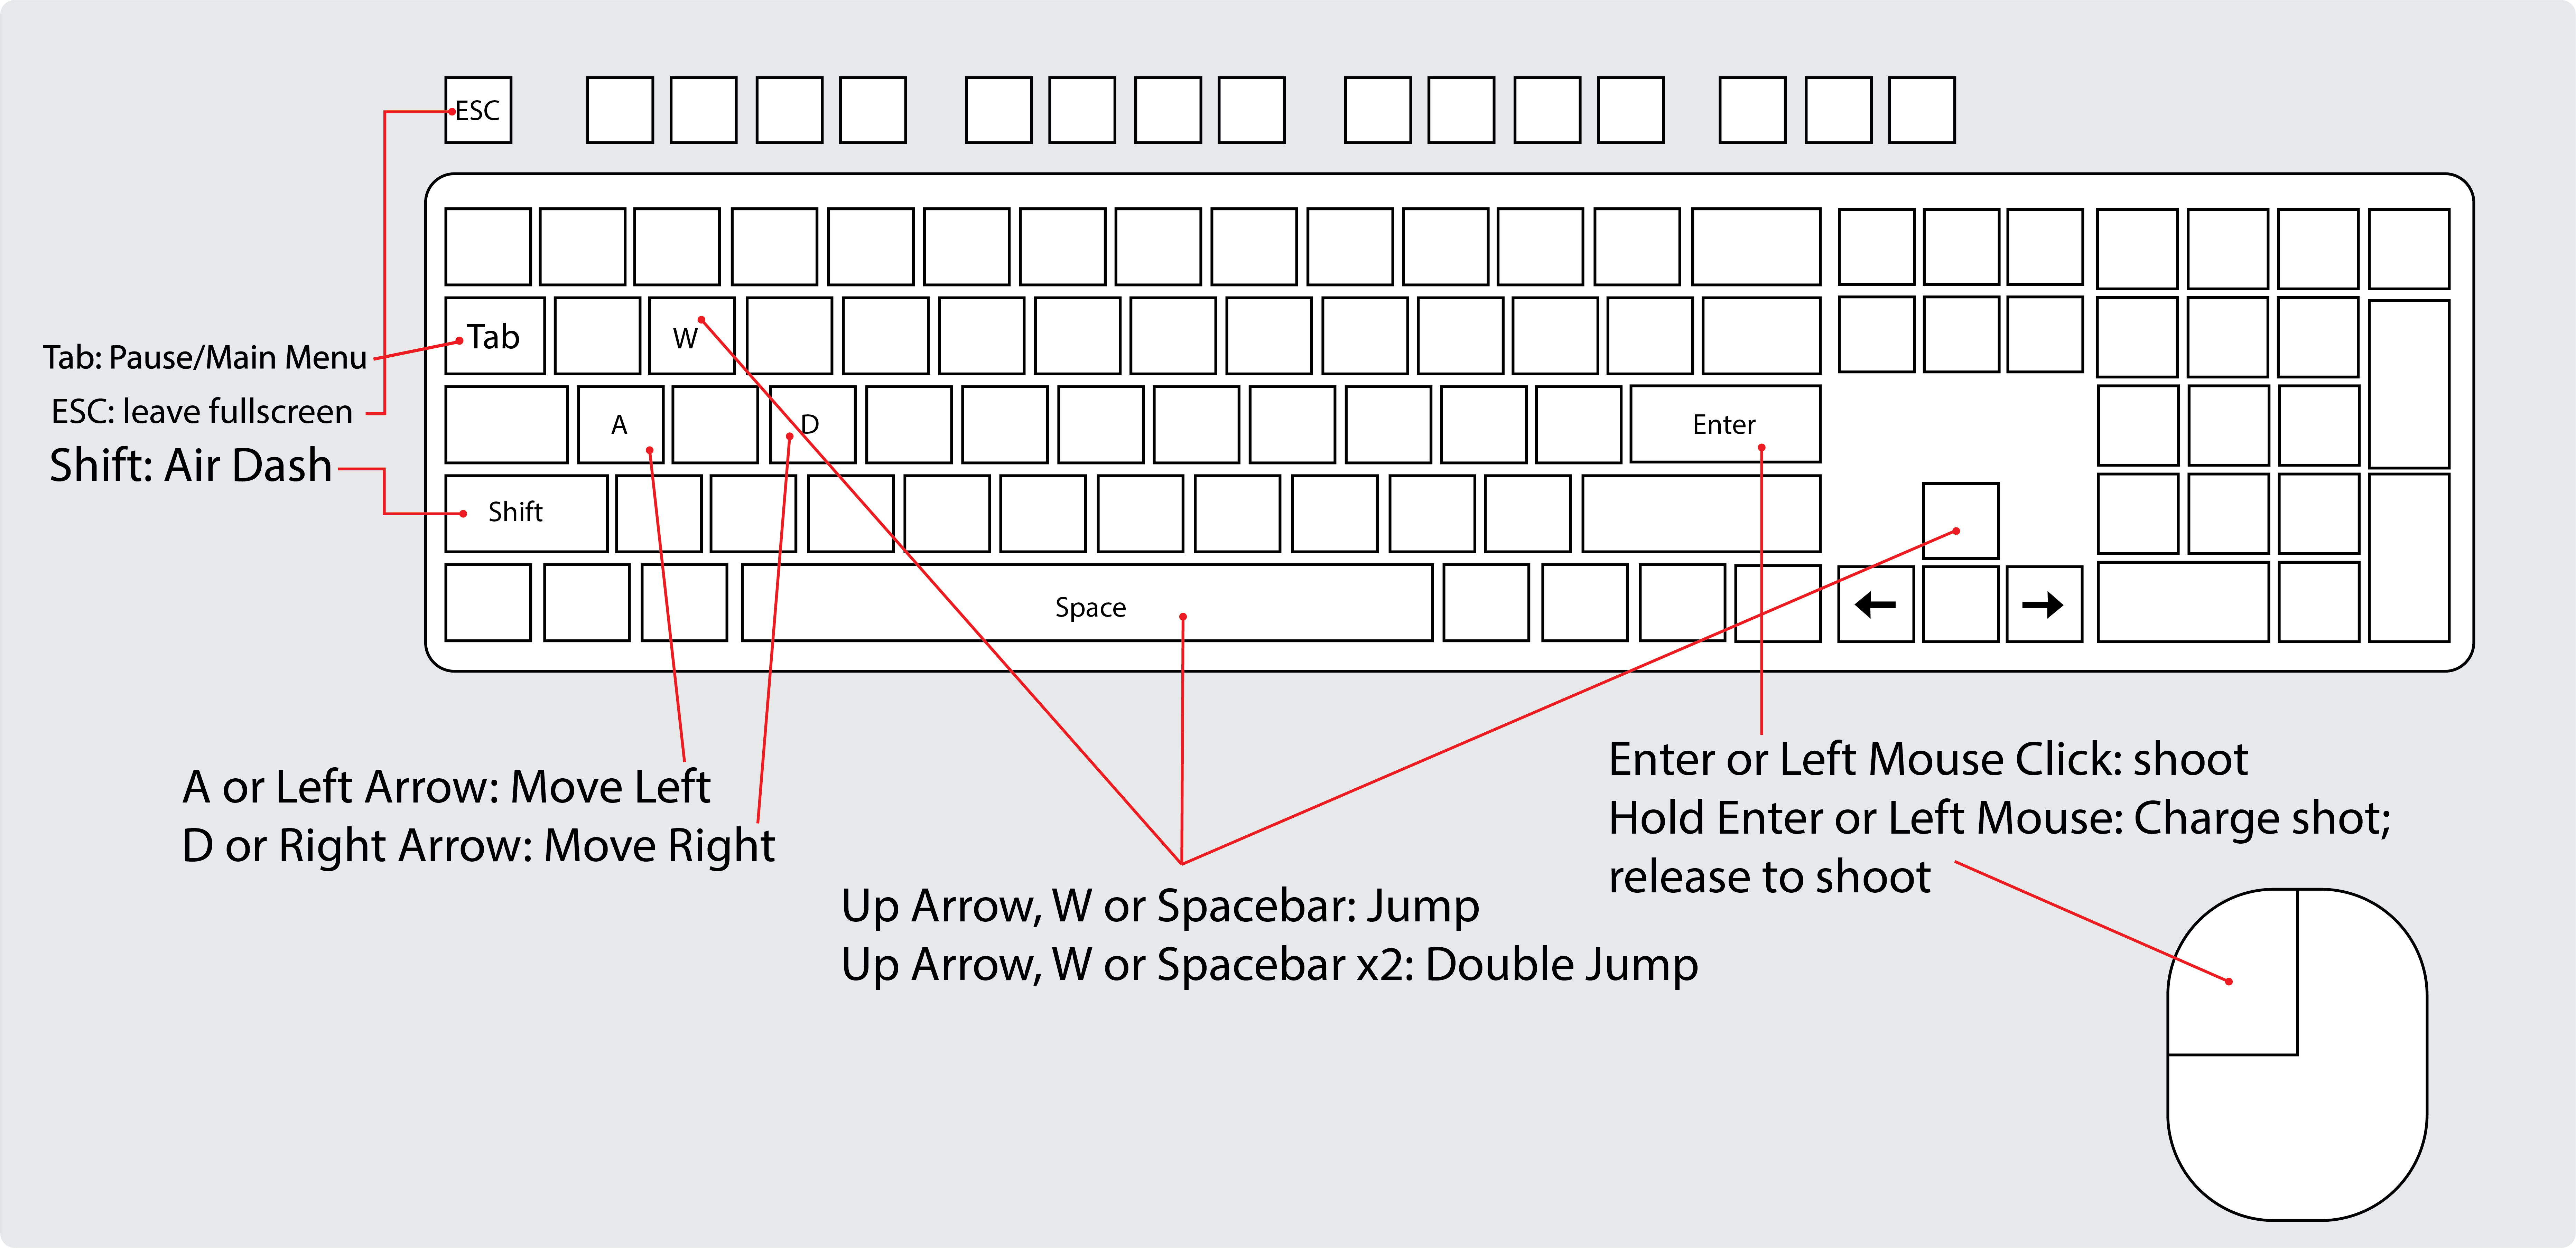 ESC
Tab
W
Tab: Pause/Main Menu
ESC: leave fullscreen
A
D
Enter
Shift: Air Dash
Shift
Space
← →
A or Left Arrow: Move Left
D or Right Arrow: Move Right
Up Arrow, W or Spacebar: Jump
Up Arrow, W or Spacebar x2: Double Jump
Enter or Left Mouse Click: shoot
Hold Enter or Left Mouse: Charge shot;
release to shoot